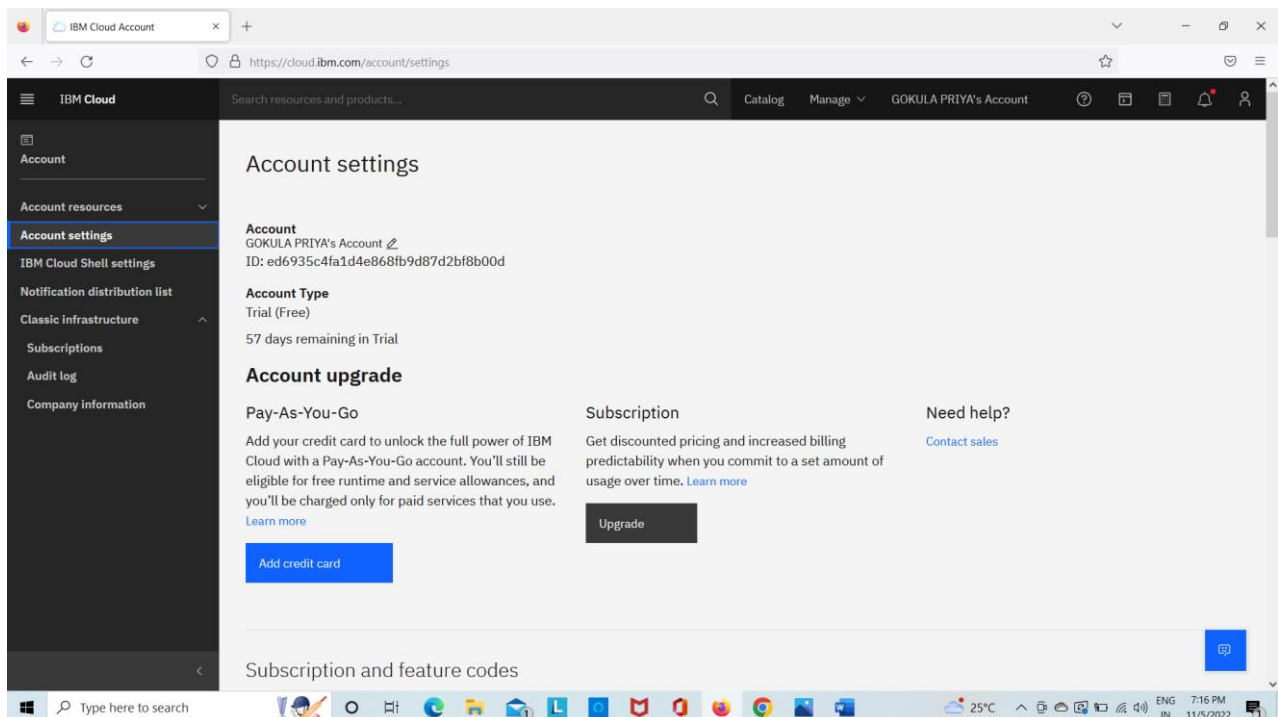 IBM Cloud Account
https://cloud.ibm.com/account/settings
IBM Cloud
Search resources and products...
Catalog
Manage
GOKULA PRIYA's Account
Account
Account resources
Account settings
IBM Cloud Shell settings
Notification distribution list
Classic infrastructure
Subscriptions
Audit log
Company information
Account settings
Account
GOKULA PRIYA's Account
ID: ed6935c4fa1d4e868fb9d87d2bf8b00d
Account Type
Trial (Free)
57 days remaining in Trial
Account upgrade
Pay-As-You-Go
Add your credit card to unlock the full power of IBM
Cloud with a Pay-As-You-Go account. You'll still be
eligible for free runtime and service allowances, and
you'll be charged only for paid services that you use.
Learn more
Add credit card
Subscription
Get discounted pricing and increased billing
predictability when you commit to a set amount of
usage over time. Learn more
Upgrade
Need help?
Contact sales
Subscription and feature codes
Type here to search
25°C
ENG
IN
7:16 PM
11/5/2022